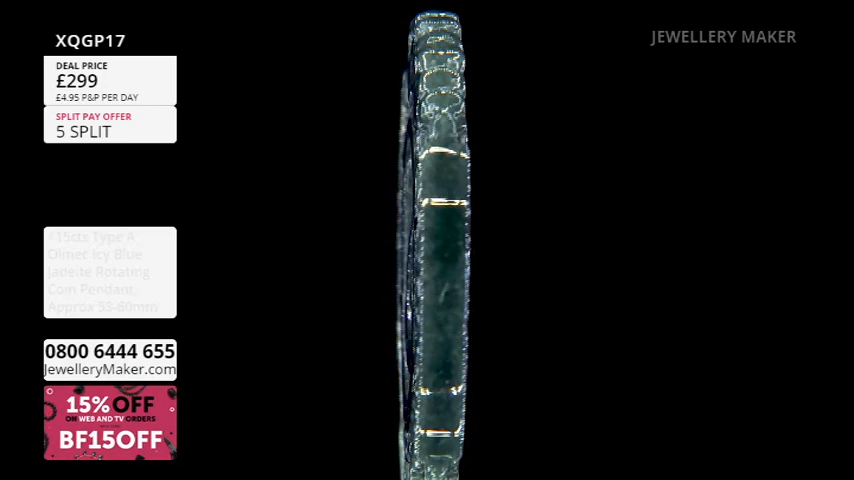 XQGP17
DEAL PRICE
£299
£4.95 P&P PER DAY
SPLIT PAY OFFER
5 SPLIT
JEWELLERY MAKER
Type A
Olmec Icy Blue
Jadeite Rotating
Coin Pendant,
Approx 55-60mm
0800 6444 655
JewelleryMaker.com
15% OFF
ON WEB AND TV ORDERS
BF15OFF